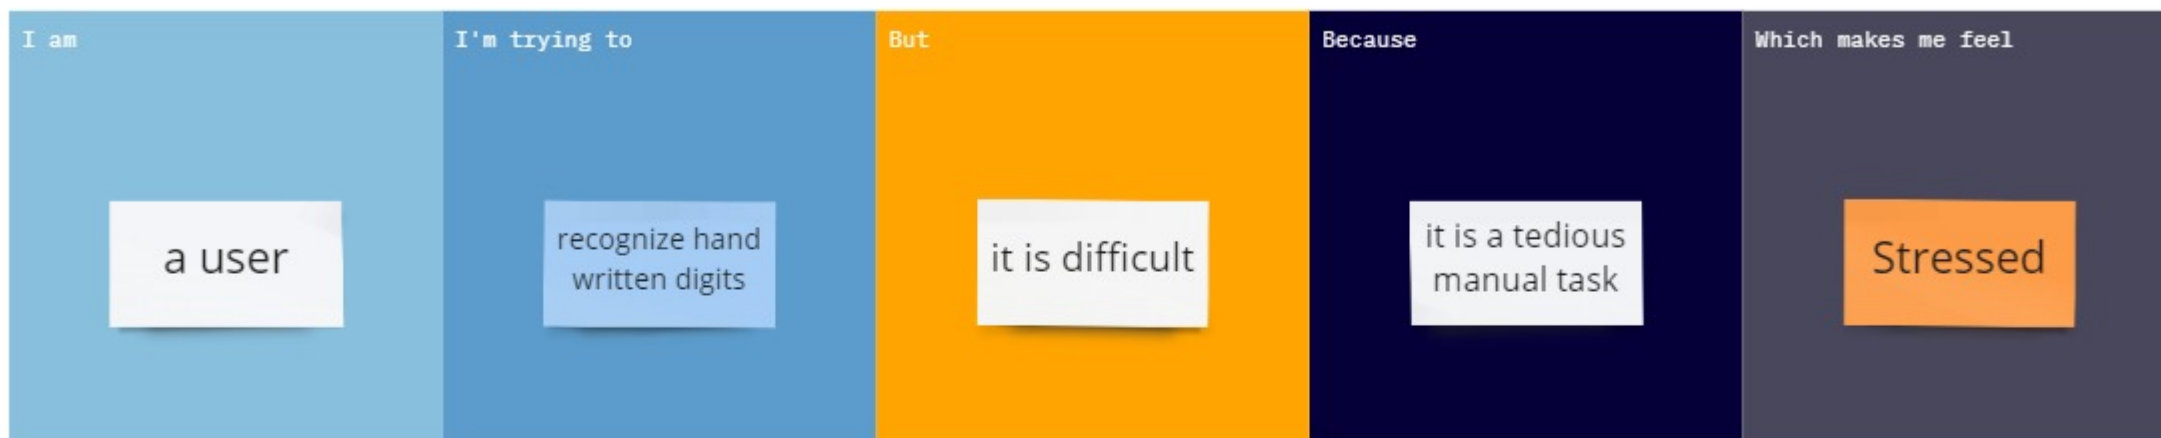 I am
a user
I'm trying to
recognize hand
written digits
But
it is difficult
Because
it is a tedious
manual task
Which makes me feel
Stressed